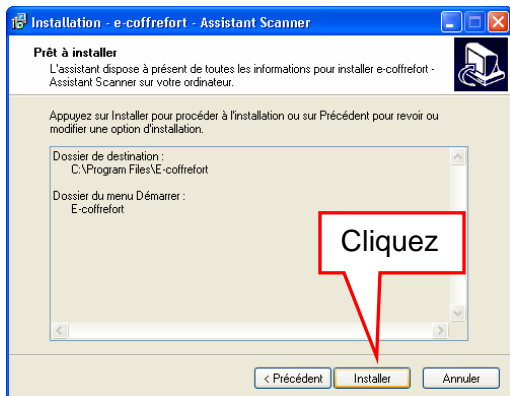 Installation - e-coffrefort - Assistant Scanner
Prêt à installer
L'assistant dispose à présent de toutes les informations pour installer e-coffrefort -
Assistant Scanner sur votre ordinateur.
Appuyez sur Installer pour procéder à l'installation ou sur Précédent pour revoir ou
modifier une option d'installation.
Dossier de destination :
C:\Program Files\E-coffrefort
Dossier du menu Démarrer :
E-coffrefort
Cliquez
< Précédent Installer Annuler